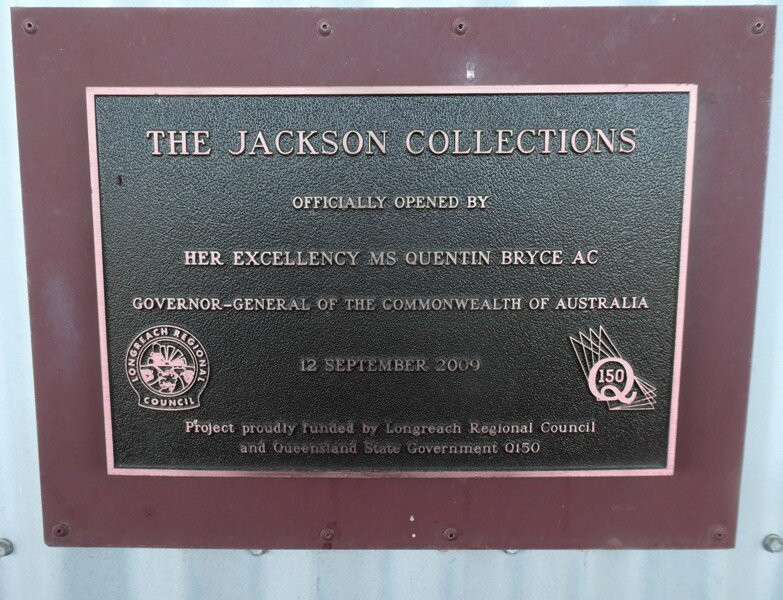 THE JACKSON COLLECTIONS
OFFICIALLY OPENED BY
HER EXCELLENCY MS QUENTIN BRYCE AC
GOVERNOR-GENERAL OF THE COMMONWEALTH OF AUSTRALIA
LONGREACH REGIONAL
COUNCIL
12 SEPTEMBER 2009
Q150
Project proudly funded by Longreach Regional Council
and Queensland State Government Q150